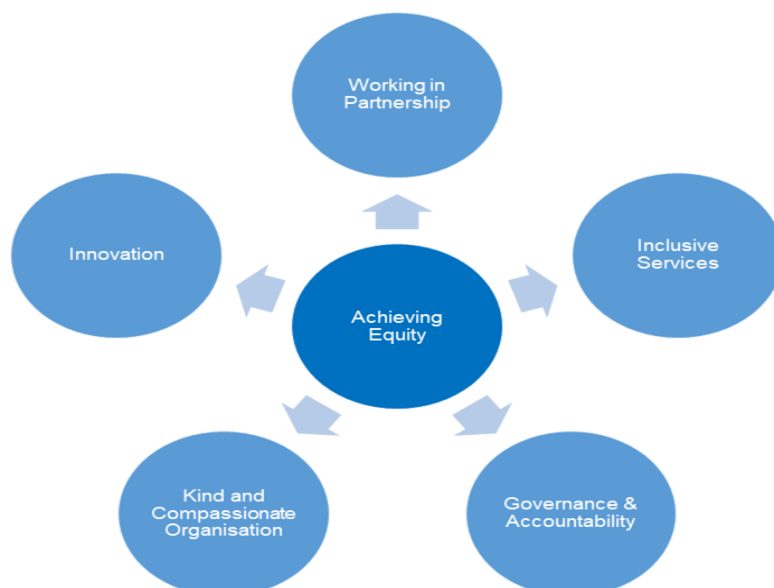 Working in
Partnership
Innovation
Inclusive
Services
Achieving
Equity
Kind and
Compassionate
Organisation
Governance &
Accountability